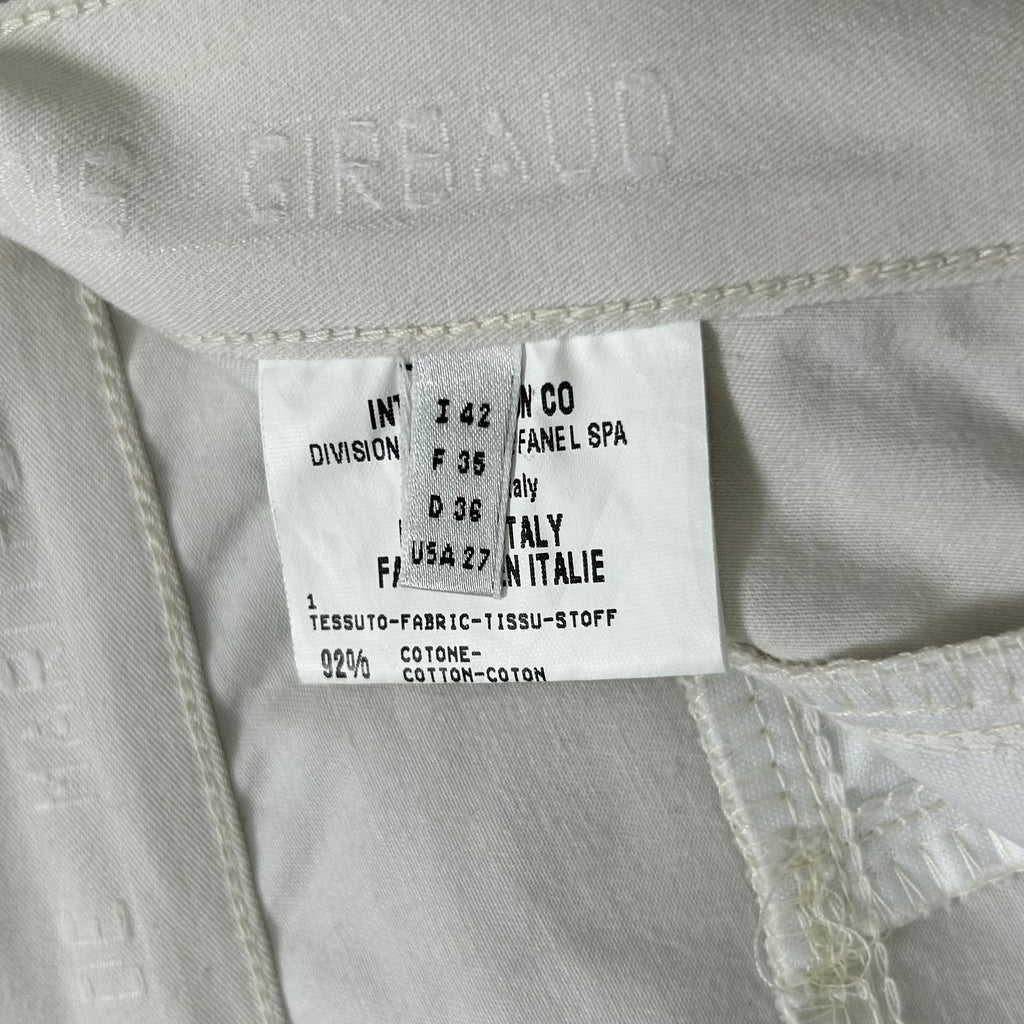 GIRBAUD
I 42
F 35
D 36
USA 27
INT N CO
DIVISION FANEL SPA
aly
TALY
FA EN ITALIE
1
TESSUTO-FABRIC-TISSU-STOFF
92% COTONE-
COTTON-COTON